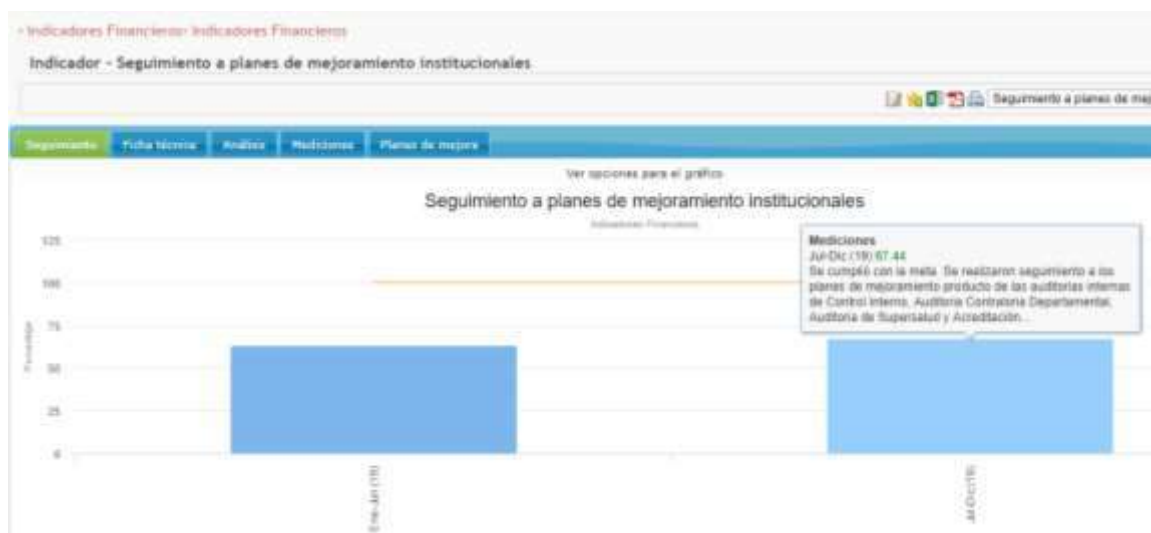 - Indicadores Financieros- Indicadores Financieros
Indicador - Seguimiento a planes de mejoramiento institucionales
Seguimiento a planes de mej
Seguimiento Ficha técnica Análisis Mediciones Planes de mejora
Ver opciones para el gráfico
Seguimiento a planes de mejoramiento institucionales
Indicadores Financieros
Mediciones
Jul-Dic (19) 67.44
Se cumplió con la meta. Se realizaron seguimiento a los
planes de mejoramiento producto de las auditorias internas
de Control Interno, Auditoria Contraloria Departamental,
Auditoria de Supersalud y Acreditación...
125
100
75
50
25
0
Porcentaje
Ene-Jun (19)
Jul-Dic (19)